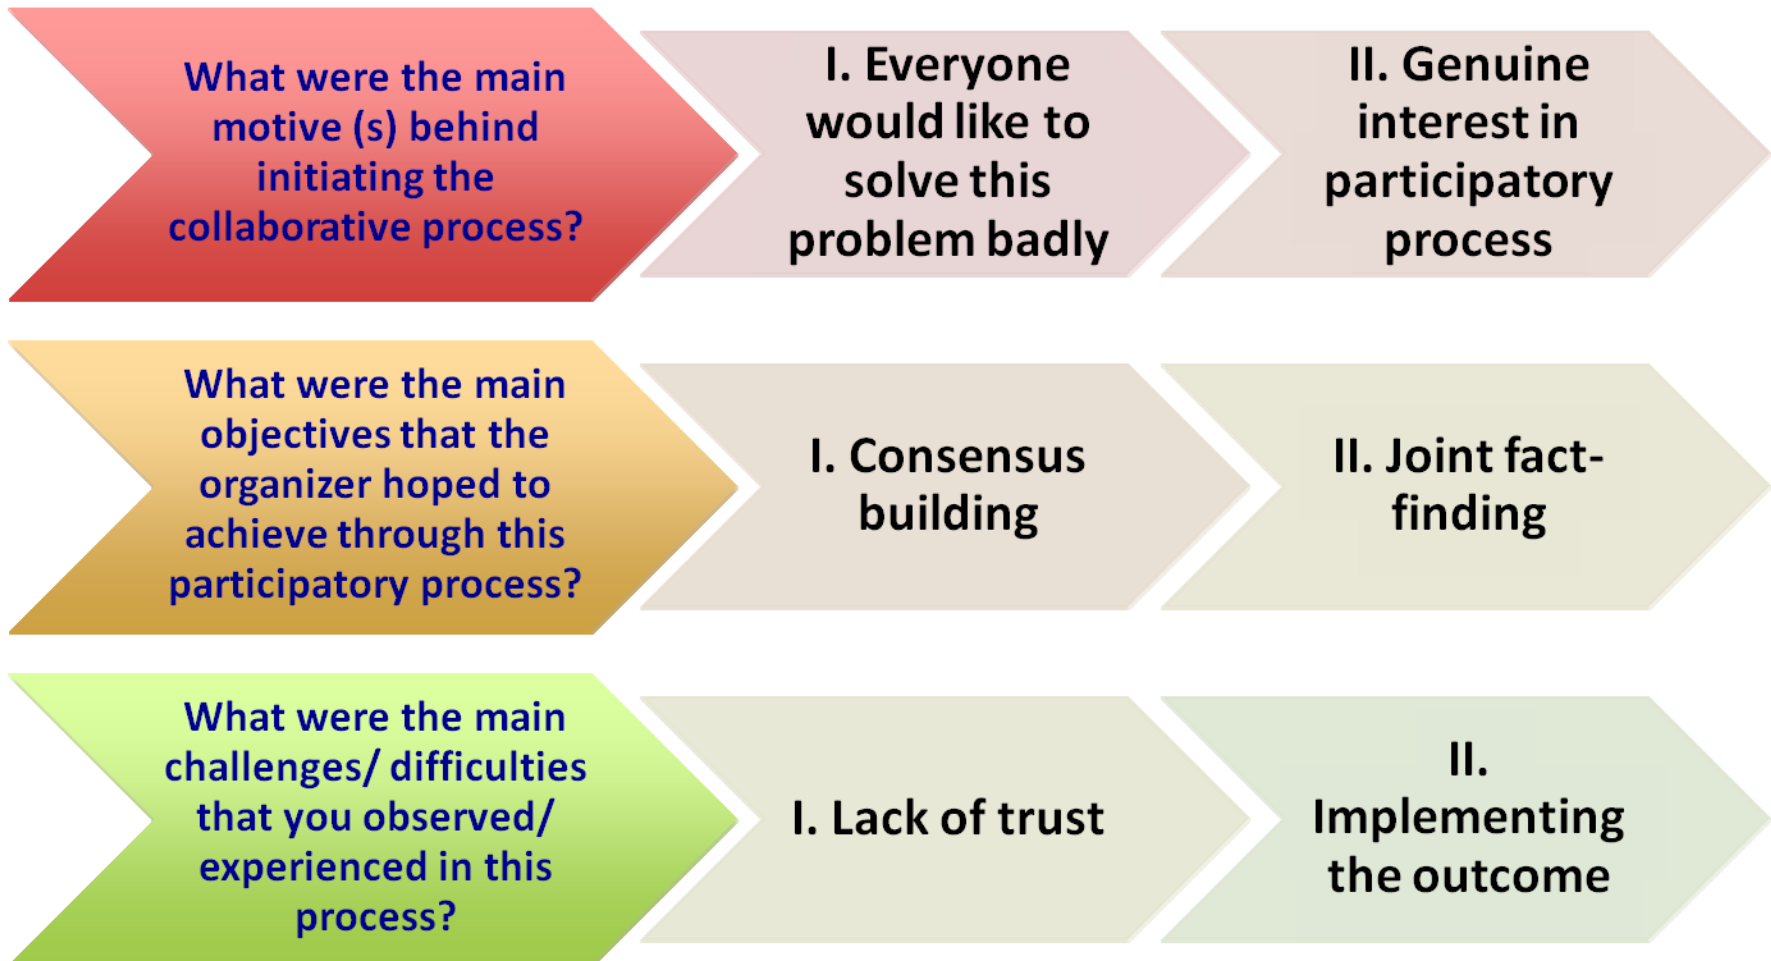 What were the main
motive (s) behind
initiating the
collaborative process?
I. Everyone
would like to
solve this
problem badly
II. Genuine
interest in
participatory
process
What were the main
objectives that the
organizer hoped to
achieve through this
participatory process?
I. Consensus
building
II. Joint fact-
finding
What were the main
challenges/ difficulties
that you observed/
experienced in this
process?
I. Lack of trust
II.
Implementing
the outcome